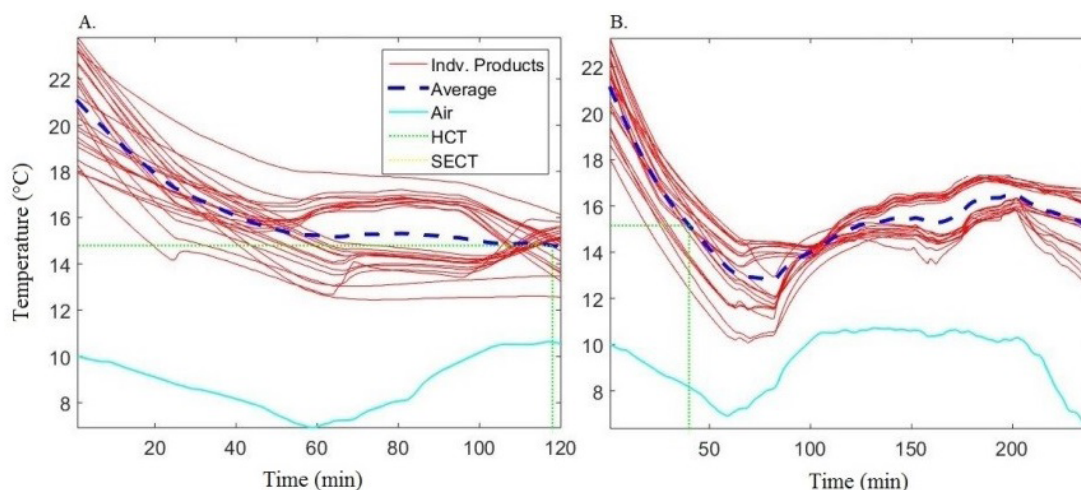 A.
B.
22
20
18
16
14
12
10
8
Temperature (°C)
Indv. Products
Average
Air
HCT
SECT
20 40 60 80 100 120
Time (min)
22
20
18
16
14
12
10
8
50 100 150 200
Time (min)